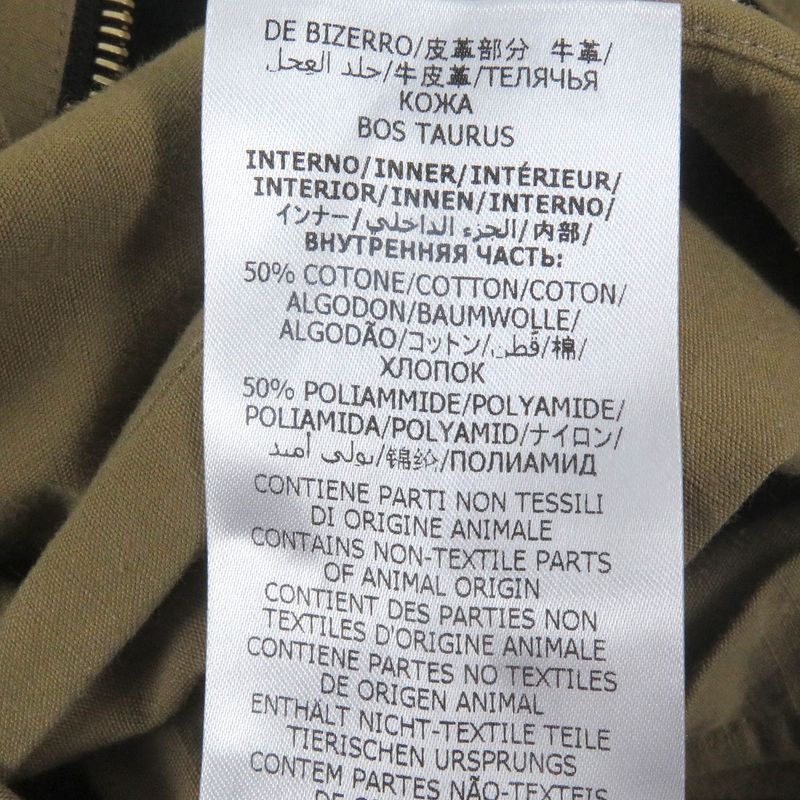 DE BIZERRO/皮革部分 牛革/
جلد العجل/牛皮革/ТЕЛЯЧЬЯ
КОЖА
BOS TAURUS
INTERNO/INNER/INTÉRIEUR/
INTERIOR/INNEN/INTERNO/
インナー/الجزء الداخلي/内部/
ВНУТРЕННЯЯ ЧАСТЬ:
50% COTONE/COTTON/COTON/
ALGODON/BAUMWOLLE/
ALGODÃO/コットン/قطن/棉/
ХЛОПОК
50% POLIAMMIDE/POLYAMIDE/
POLIAMIDA/POLYAMID/ナイロン/
بولي أميد/锦纶/ПОЛИАМИД
CONTIENE PARTI NON TESSILI
DI ORIGINE ANIMALE
CONTAINS NON-TEXTILE PARTS
OF ANIMAL ORIGIN
CONTIENT DES PARTIES NON
TEXTILES D'ORIGINE ANIMALE
CONTIENE PARTES NO TEXTILES
DE ORIGEN ANIMAL
ENTHÄLT NICHT-TEXTILE TEILE
TIERISCHEN URSPRUNGS
CONTEM PARTES NÃO-TEXTEIS